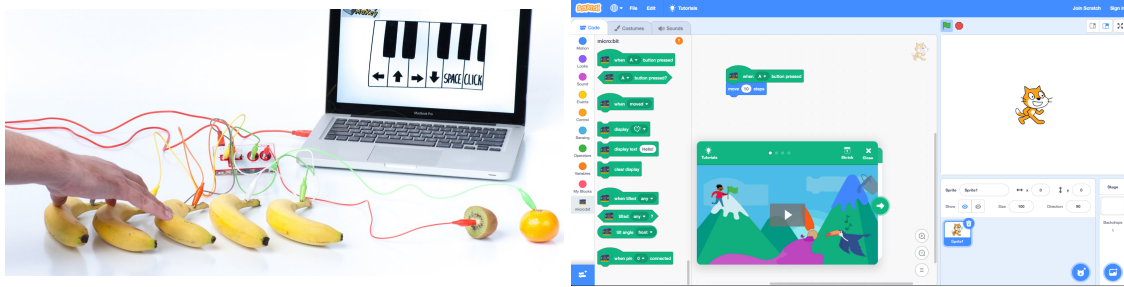 MaKey
SPACE
CLICK
MacBook Pro
SCRATCH
File
Edit
Tutorials
Join Scratch
Sign in
Code
Costumes
Sounds
Motion
Looks
Sound
Events
Control
Sensing
Operators
Variables
My Blocks
micro:bit
micro:bit
when A button pressed
A button pressed?
when moved
display
display text Hello!
clear display
when tilted any
tilted any ?
tilt angle front
when pin 0 connected
when A button pressed
move 10 steps
Tutorials
Shrink
Close
Sprite
Sprite1
x
0
y
0
Show
Size
100
Direction
90
Sprite1
Stage
Backdrops
1